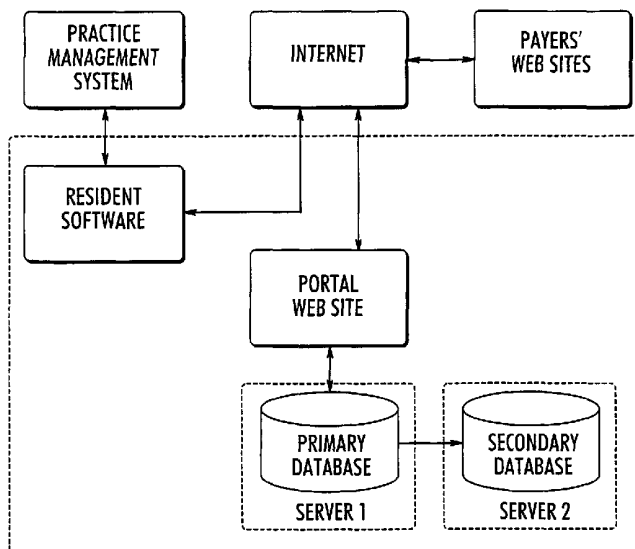 PRACTICE
MANAGEMENT
SYSTEM
INTERNET
PAYERS'
WEB SITES
RESIDENT
SOFTWARE
PORTAL
WEB SITE
PRIMARY
DATABASE
SECONDARY
DATABASE
SERVER 1
SERVER 2